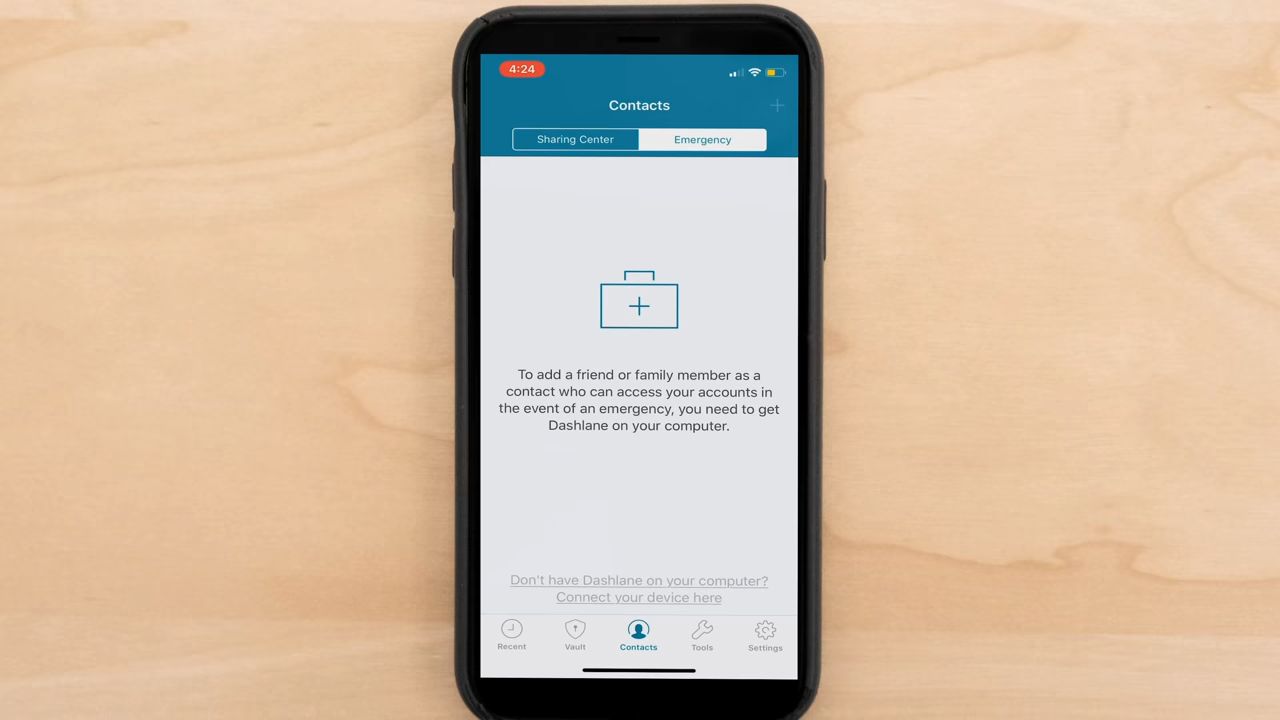 4:24
Contacts
Sharing Center
Emergency
To add a friend or family member as a
contact who can access your accounts in
the event of an emergency, you need to get
Dashlane on your computer.
Don't have Dashlane on your computer?
Connect your device here
Recent
Vault
Contacts
Tools
Settings